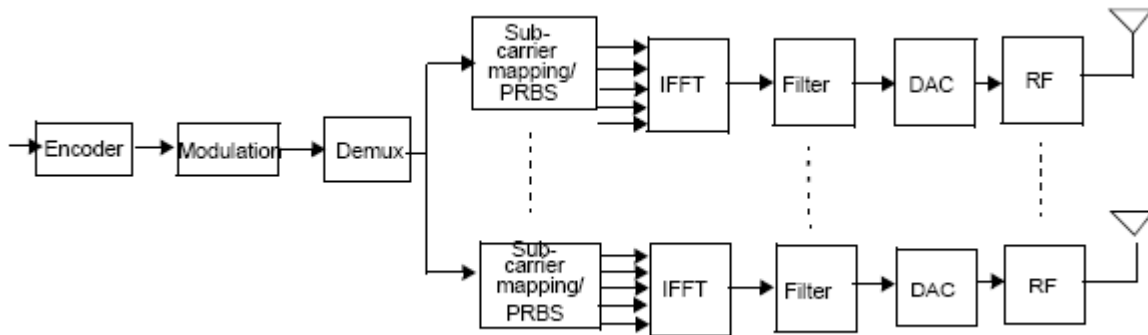 Sub-
carrier
mapping/
PRBS
IFFT
Filter
DAC
RF
Encoder
Modulation
Demux
Sub-
carrier
mapping/
PRBS
IFFT
Filter
DAC
RF